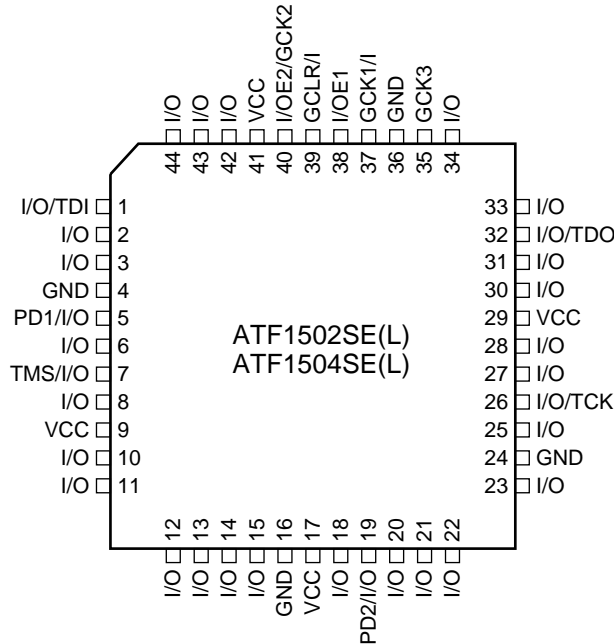 I/O
I/O
I/O
VCC
I/OE2/GCK2
GCLR/I
I/OE1
GCK1/I
GND
GCK3
I/O
44
43
42
41
40
39
38
37
36
35
34
I/O/TDI 1
I/O 2
I/O 3
GND 4
PD1/I/O 5
I/O 6
TMS/I/O 7
I/O 8
VCC 9
I/O 10
I/O 11
ATF1502SE(L)
ATF1504SE(L)
33 I/O
32 I/O/TDO
31 I/O
30 I/O
29 VCC
28 I/O
27 I/O
26 I/O/TCK
25 I/O
24 GND
23 I/O
12
13
14
15
16
17
18
19
20
21
22
I/O
I/O
I/O
I/O
GND
VCC
I/O
PD2/I/O
I/O
I/O
I/O